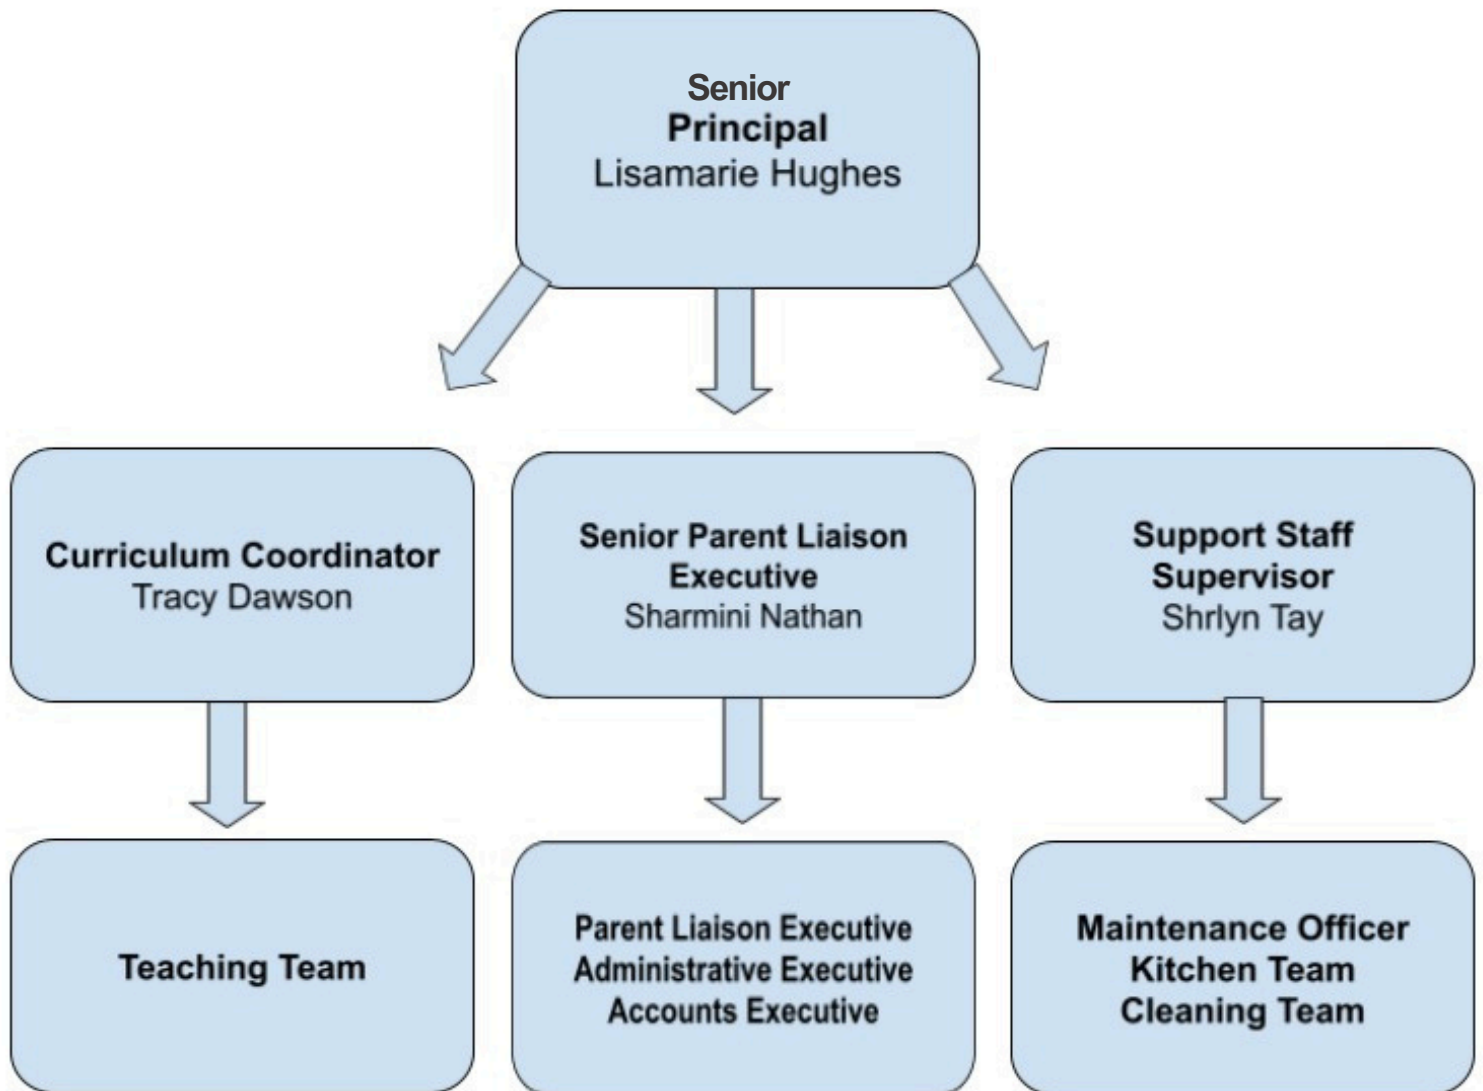 Senior
Principal
Lisamarie Hughes
Curriculum Coordinator
Tracy Dawson
Senior Parent Liaison
Executive
Sharmini Nathan
Support Staff
Supervisor
Shrlyn Tay
Teaching Team
Parent Liaison Executive
Administrative Executive
Accounts Executive
Maintenance Officer
Kitchen Team
Cleaning Team